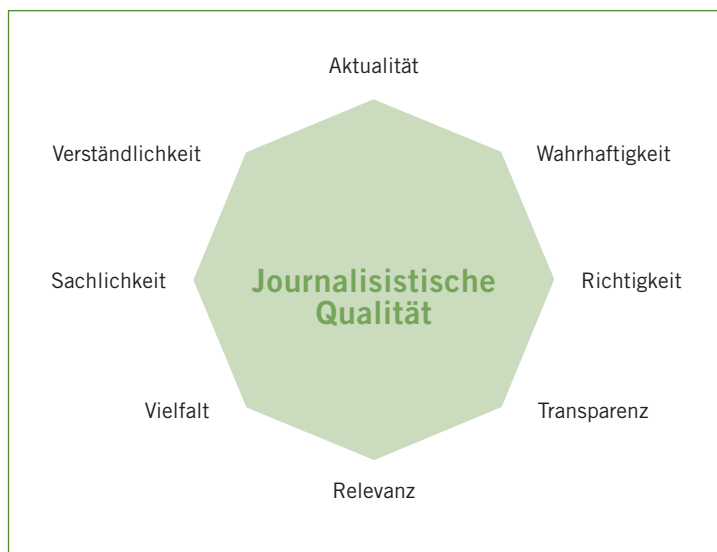 Aktualität
Verständlichkeit
Wahrhaftigkeit
Sachlichkeit
Journalisistische
Qualität
Richtigkeit
Vielfalt
Transparenz
Relevanz